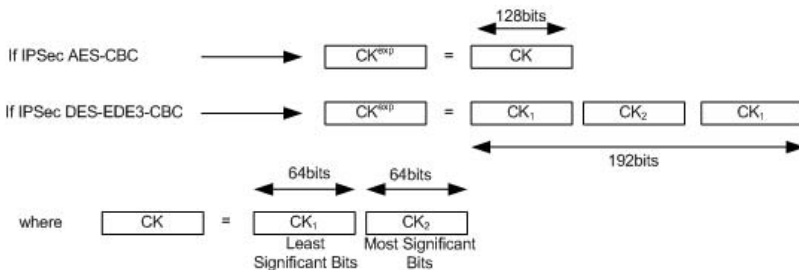 128bits
If IPSec AES-CBC CK^exp = CK
If IPSec DES-EDE3-CBC CK^exp = CK₁ CK₂ CK₁
192bits
64bits 64bits
where CK = CK₁ CK₂
Least Significant Bits Most Significant Bits